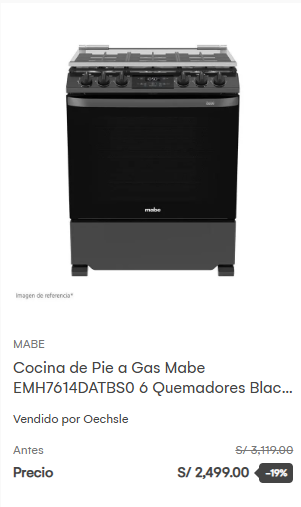 mabe
Imagen de referencia*
MABE
Cocina de Pie a Gas Mabe
EMH7614DATBS0 6 Quemadores Blac...
Vendido por Oechsle
Antes S/ 3,119.00
Precio S/ 2,499.00 -19%